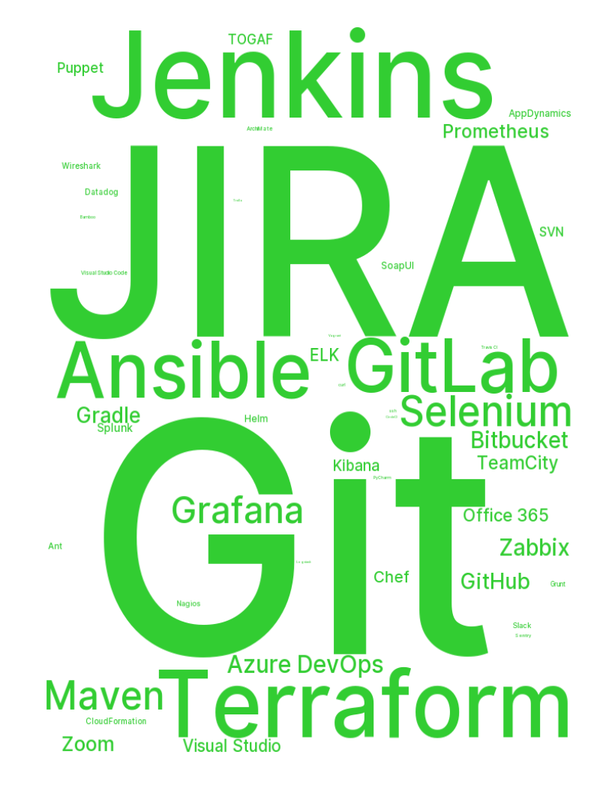 TOGAF
Jenkins
Puppet
AppDynamics
Prometheus
ArchiMate
JIRA
Wireshark
Datadog
SVN
SoapUI
Visual Studio Code
Ansible
ELK
GitLab
Selenium
Gradle
Helm
Splunk
Bitbucket
Git
Kibana
TeamCity
PyCharm
Grafana
Office 365
Ant
Zabbix
Chef
GitHub
Grunt
Nagios
Slack
Azure DevOps
Maven
Terraform
CloudFormation
Zoom
Visual Studio